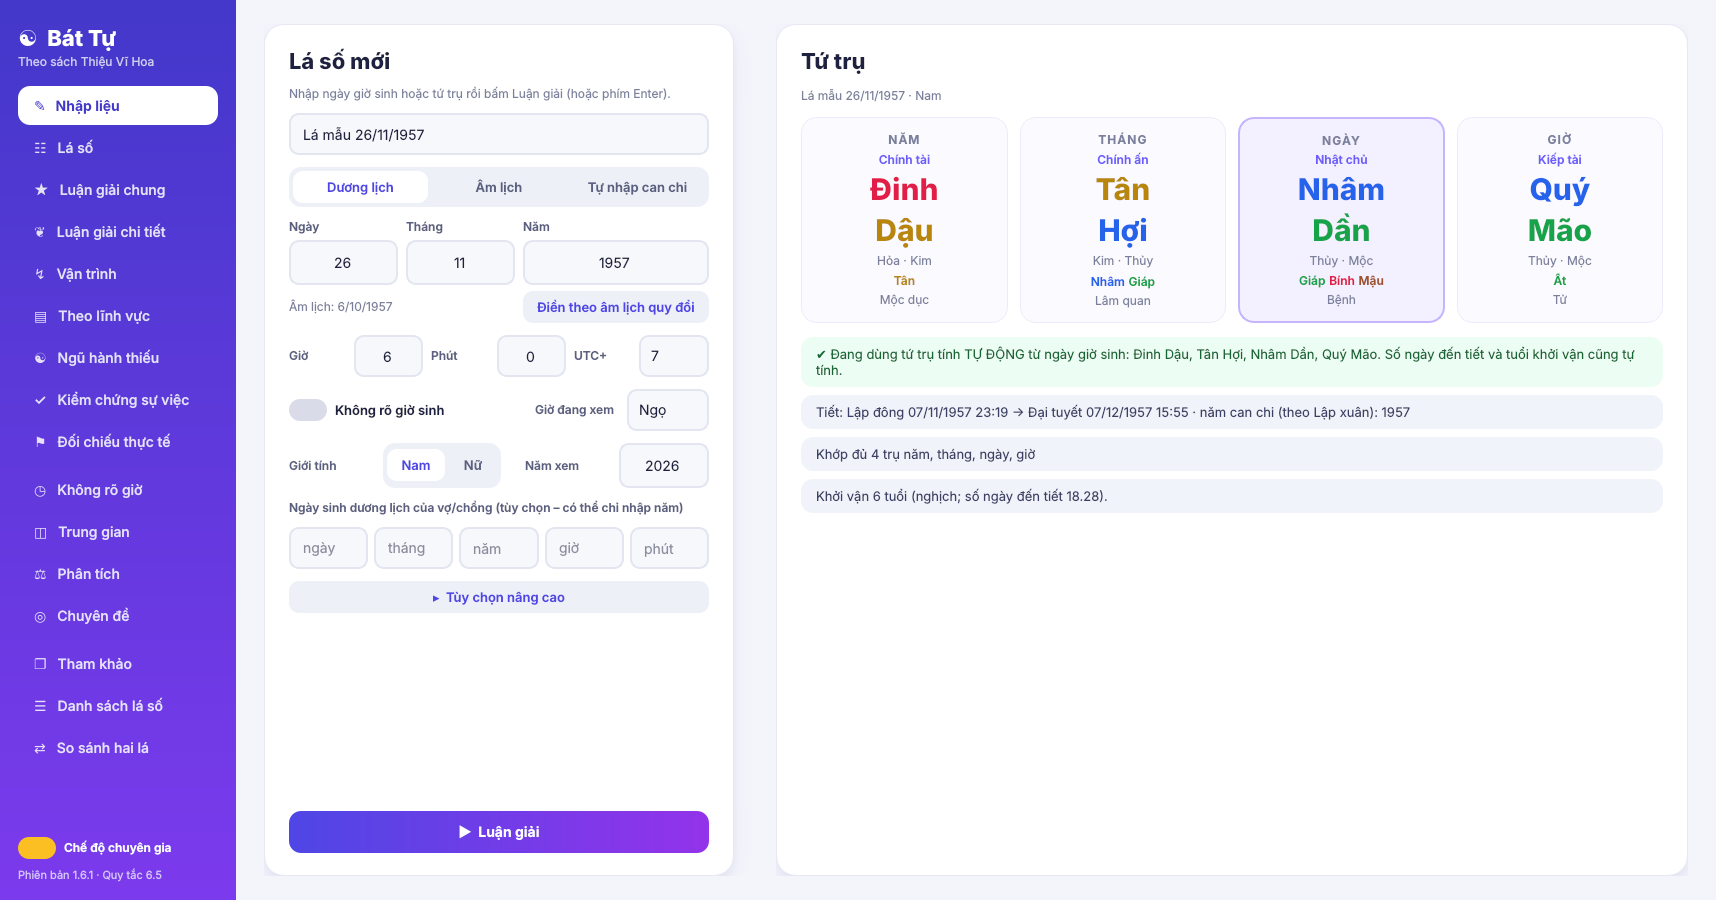 ☯ Bát Tự
Theo sách Thiệu Vĩ Hoa
✎ Nhập liệu
☷ Lá số
★ Luận giải chung
❦ Luận giải chi tiết
↯ Vận trình
▤ Theo lĩnh vực
☯ Ngũ hành thiếu
✓ Kiểm chứng sự việc
⚑ Đối chiếu thực tế
◷ Không rõ giờ
◫ Trung gian
⚖ Phân tích
◎ Chuyên đề
❐ Tham khảo
☰ Danh sách lá số
⇄ So sánh hai lá
Chế độ chuyên gia
Phiên bản 1.6.1 · Quy tắc 6.5
Lá số mới
Nhập ngày giờ sinh hoặc tứ trụ rồi bấm Luận giải (hoặc phím Enter).
Lá mẫu 26/11/1957
Dương lịch Âm lịch Tự nhập can chi
Ngày Tháng Năm
26 11 1957
Âm lịch: 6/10/1957 Điền theo âm lịch quy đổi
Giờ 6 Phút 0 UTC+ 7
Không rõ giờ sinh Giờ đang xem Ngọ
Giới tính Nam Nữ Năm xem 2026
Ngày sinh dương lịch của vợ/chồng (tùy chọn – có thể chỉ nhập năm)
ngày tháng năm giờ phút
▸ Tùy chọn nâng cao
▶ Luận giải
Tứ trụ
Lá mẫu 26/11/1957 · Nam
NĂM
Chính tài
Đinh
Dậu
Hỏa · Kim
Tân
Mộc dục
THÁNG
Chính ấn
Tân
Hợi
Kim · Thủy
Nhâm Giáp
Lâm quan
NGÀY
Nhật chủ
Nhâm
Dần
Thủy · Mộc
Giáp Bính Mậu
Bệnh
GIỜ
Kiếp tài
Quý
Mão
Thủy · Mộc
Ất
Tử
✔ Đang dùng tứ trụ tính TỰ ĐỘNG từ ngày giờ sinh: Đinh Dậu, Tân Hợi, Nhâm Dần, Quý Mão. Số ngày đến tiết và tuổi khởi vận cũng tự
tính.
Tiết: Lập đông 07/11/1957 23:19 → Đại tuyết 07/12/1957 15:55 · năm can chi (theo Lập xuân): 1957
Khớp đủ 4 trụ năm, tháng, ngày, giờ
Khởi vận 6 tuổi (nghịch; số ngày đến tiết 18.28).